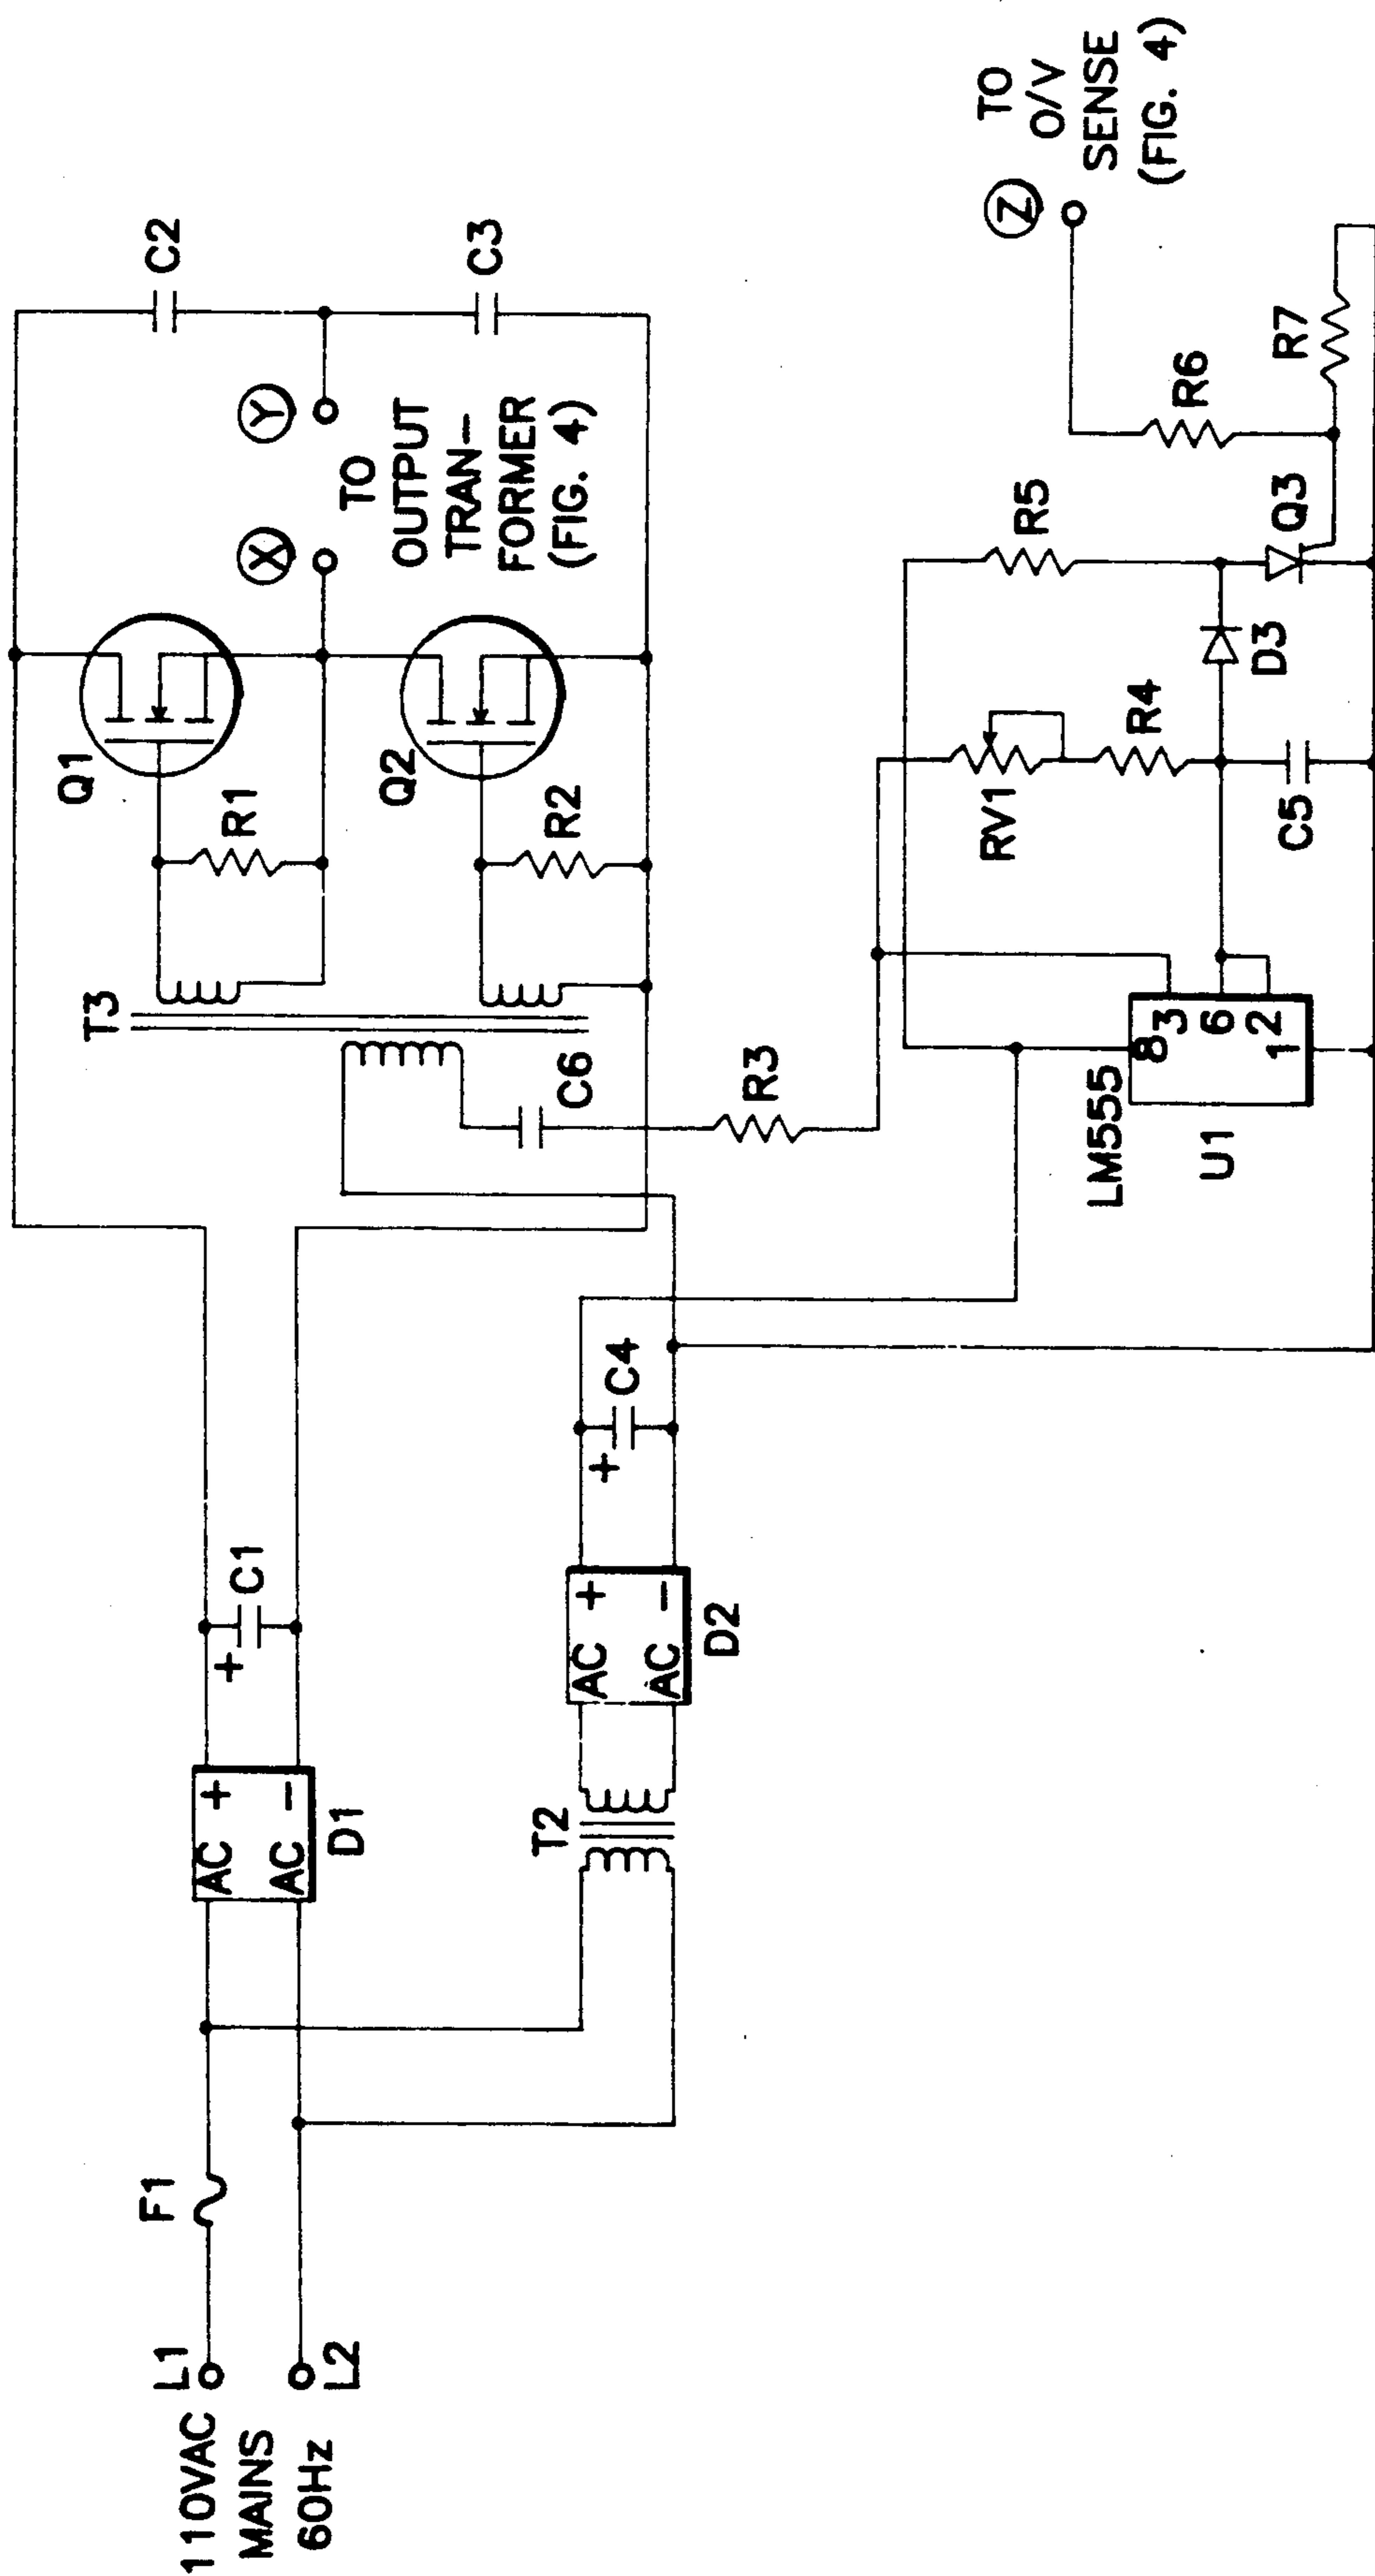 110VAC
MAINS
60Hz
L1
L2
F1
D1
AC +
AC −
C1
+
T2
D2
AC +
AC −
C4
+
T3
C6
R3
Q1
R1
Q2
R2
X
Y
TO
OUTPUT
TRAN–
FORMER
(FIG. 4)
C2
C3
LM555
U1
8
3
6
2
1
RV1
R4
C5
D3
R5
Q3
R6
R7
Z
TO
O/V
SENSE
(FIG. 4)